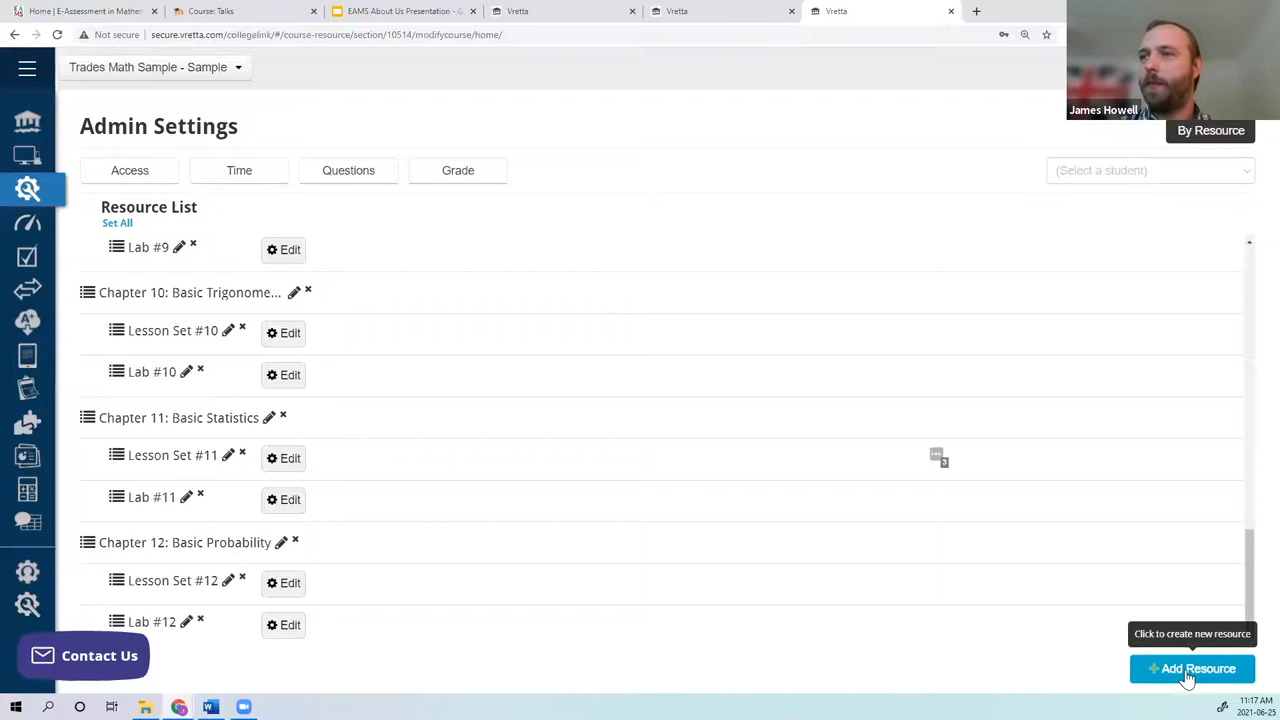 Home | E-Assessment in Mathem
Course: Talks
EAMS About Us Presentation - G
Vretta
Vretta
Vretta
Not secure | secure.vretta.com/collegelink/#/course-resource/section/10514/modifycourse/home/
Trades Math Sample - Sample
James Howell
Admin Settings
By Resource
Access
Time
Questions
Grade
(Select a student)
Resource List
Set All
Lab #9
Edit
Chapter 10: Basic Trigonome...
Lesson Set #10
Edit
Lab #10
Edit
Chapter 11: Basic Statistics
Lesson Set #11
Edit
3
Lab #11
Edit
Chapter 12: Basic Probability
Lesson Set #12
Edit
Lab #12
Edit
Click to create new resource
Contact Us
Add Resource
11:17 AM
2021-06-25